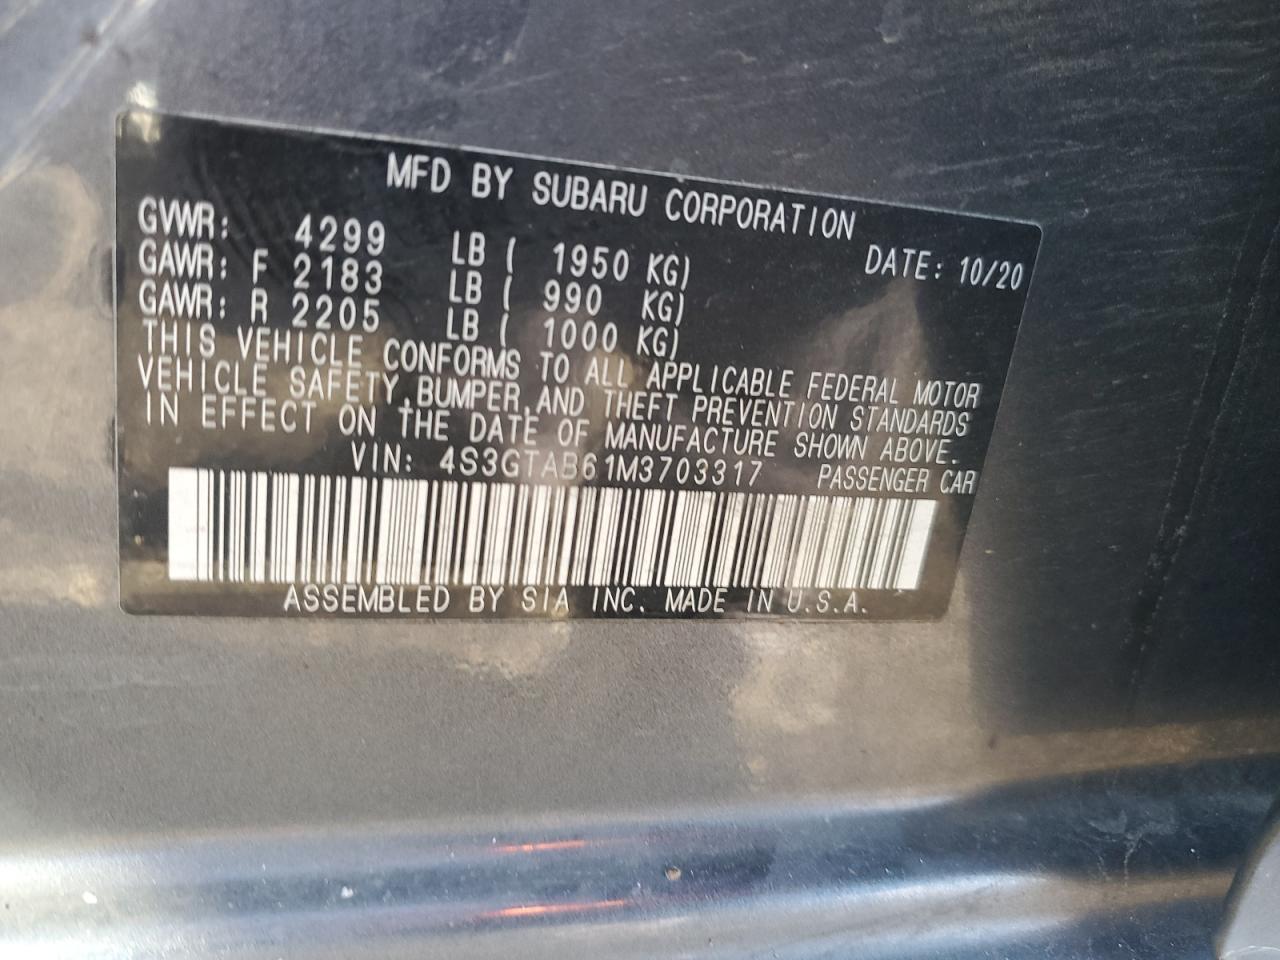 MFD BY SUBARU CORPORATION
DATE: 10/20
GVWR: 4299 LB ( 1950 KG)
GAWR: F 2183 LB ( 990 KG)
GAWR: R 2205 LB ( 1000 KG)
THIS VEHICLE CONFORMS TO ALL APPLICABLE FEDERAL MOTOR
VEHICLE SAFETY,BUMPER,AND THEFT PREVENTION STANDARDS
IN EFFECT ON THE DATE OF MANUFACTURE SHOWN ABOVE.
VIN: 4S3GTAB61M3703317 PASSENGER CAR
ASSEMBLED BY SIA INC. MADE IN U.S.A.